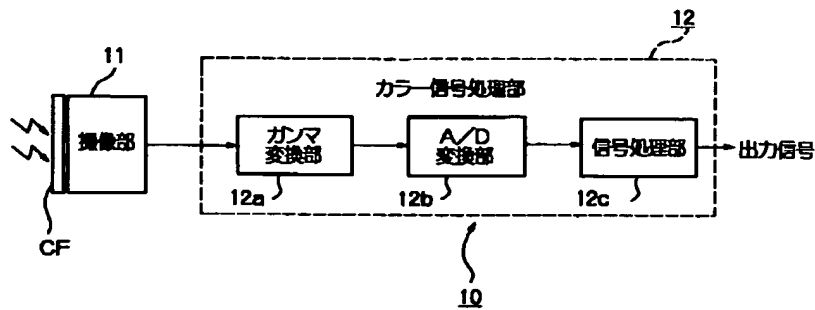 12
11
カラー信号処理部
撮像部
ガンマ
変換部
A/D
変換部
信号処理部
出力信号
12a
12b
12c
CF
10